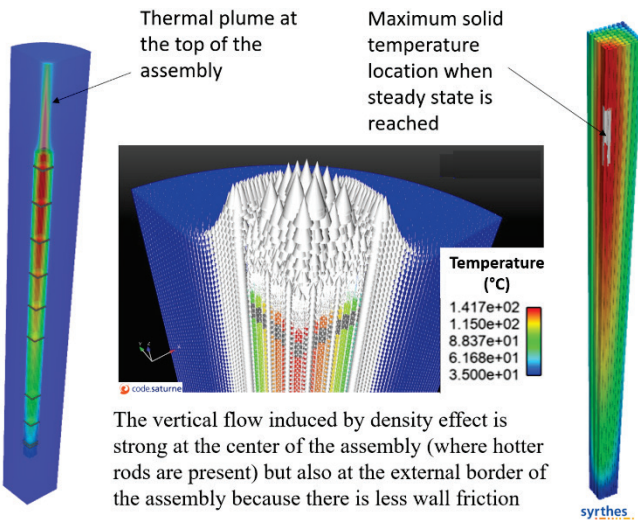 Thermal plume at
the top of the
assembly
Maximum solid
temperature
location when
steady state is
reached
Temperature
(°C)
1.417e+02
1.150e+02
8.837e+01
6.168e+01
3.500e+01
code.saturne
The vertical flow induced by density effect is
strong at the center of the assembly (where hotter
rods are present) but also at the external border of
the assembly because there is less wall friction
syrthes